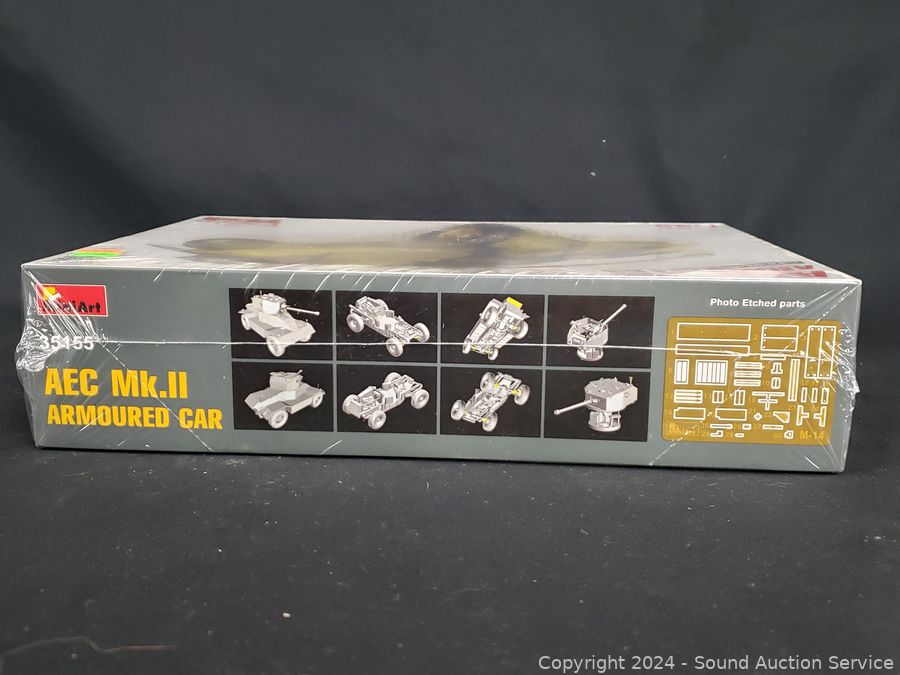 MiniArt
35155
AEC Mk.II
ARMOURED CAR
Photo Etched parts
M-14
Copyright 2024 - Sound Auction Service